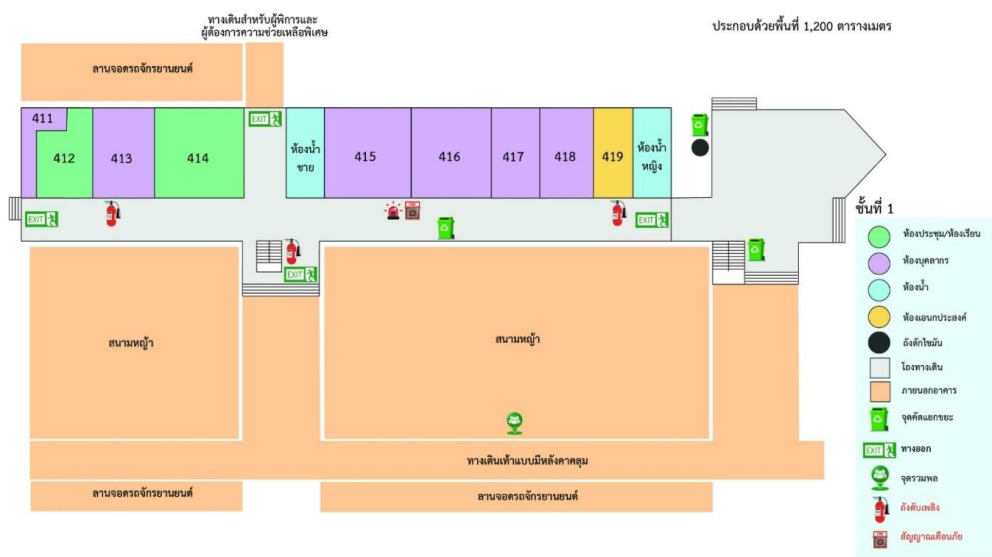 ทางเดินสำหรับผู้พิการและ
ผู้ต้องการความช่วยเหลือพิเศษ
ประกอบด้วยพื้นที่ 1,200 ตารางเมตร
ลานจอดรถจักรยานยนต์
411
412
413
414
EXIT
ห้องน้ำ
ชาย
415
416
417
418
419
ห้องน้ำ
หญิง
EXIT
EXIT
EXIT
ชั้นที่ 1
ห้องประชุม/ห้องเรียน
ห้องบุคลากร
ห้องน้ำ
ห้องเอนกประสงค์
ถังดักไขมัน
โถงทางเดิน
ภายนอกอาคาร
จุดคัดแยกขยะ
EXIT ทางออก
จุดรวมพล
ถังดับเพลิง
สัญญาณเตือนภัย
สนามหญ้า
สนามหญ้า
ทางเดินเท้าแบบมีหลังคาคลุม
ลานจอดรถจักรยานยนต์
ลานจอดรถจักรยานยนต์